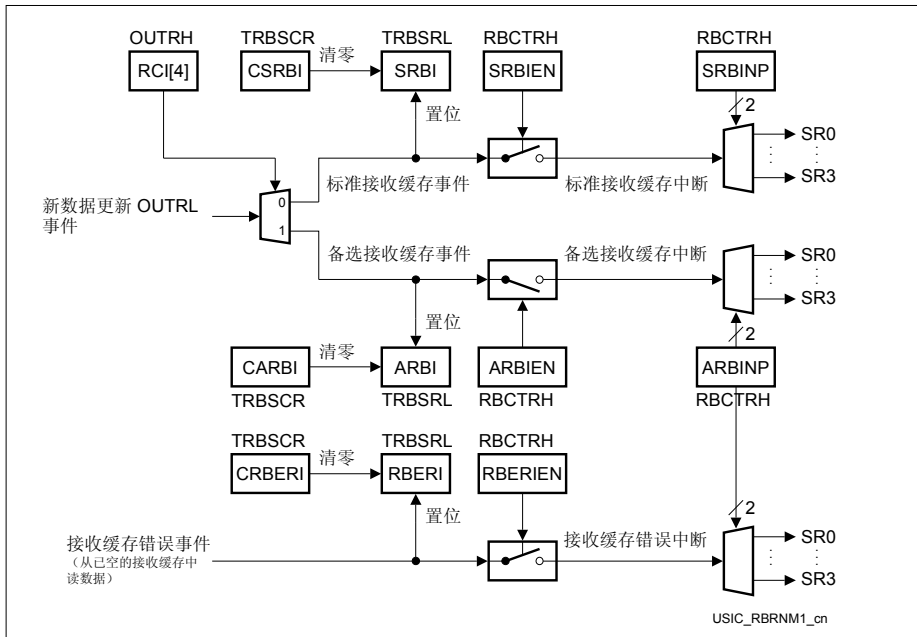 OUTRH
RCI[4]
TRBSCR
CSRBI
清零
TRBSRL
SRBI
置位
RBCTRH
SRBIEN
RBCTRH
SRBINP
2
SR0
SR3
标准接收缓存事件
标准接收缓存中断
新数据更新 OUTRL
事件
0
1
备选接收缓存事件
备选接收缓存中断
SR0
SR3
置位
2
CARBI
清零
ARBI
ARBIEN
ARBINP
TRBSCR
TRBSRL
RBCTRH
RBCTRH
TRBSCR
CRBERI
清零
TRBSRL
RBERI
置位
RBCTRH
RBERIEN
2
接收缓存错误事件
（从已空的接收缓存中
读数据）
接收缓存错误中断
SR0
SR3
USIC_RBRNM1_cn